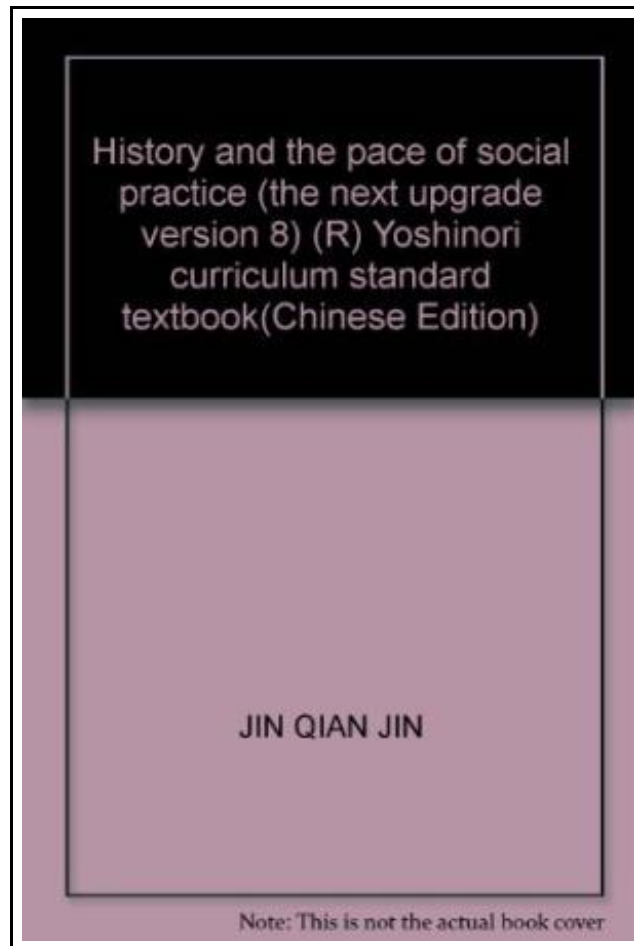 History and the pace of social
practice (the next upgrade
version 8) (R) Yoshinori
curriculum standard
textbook(Chinese Edition)
JIN QIAN JIN
Note: This is not the actual book cover